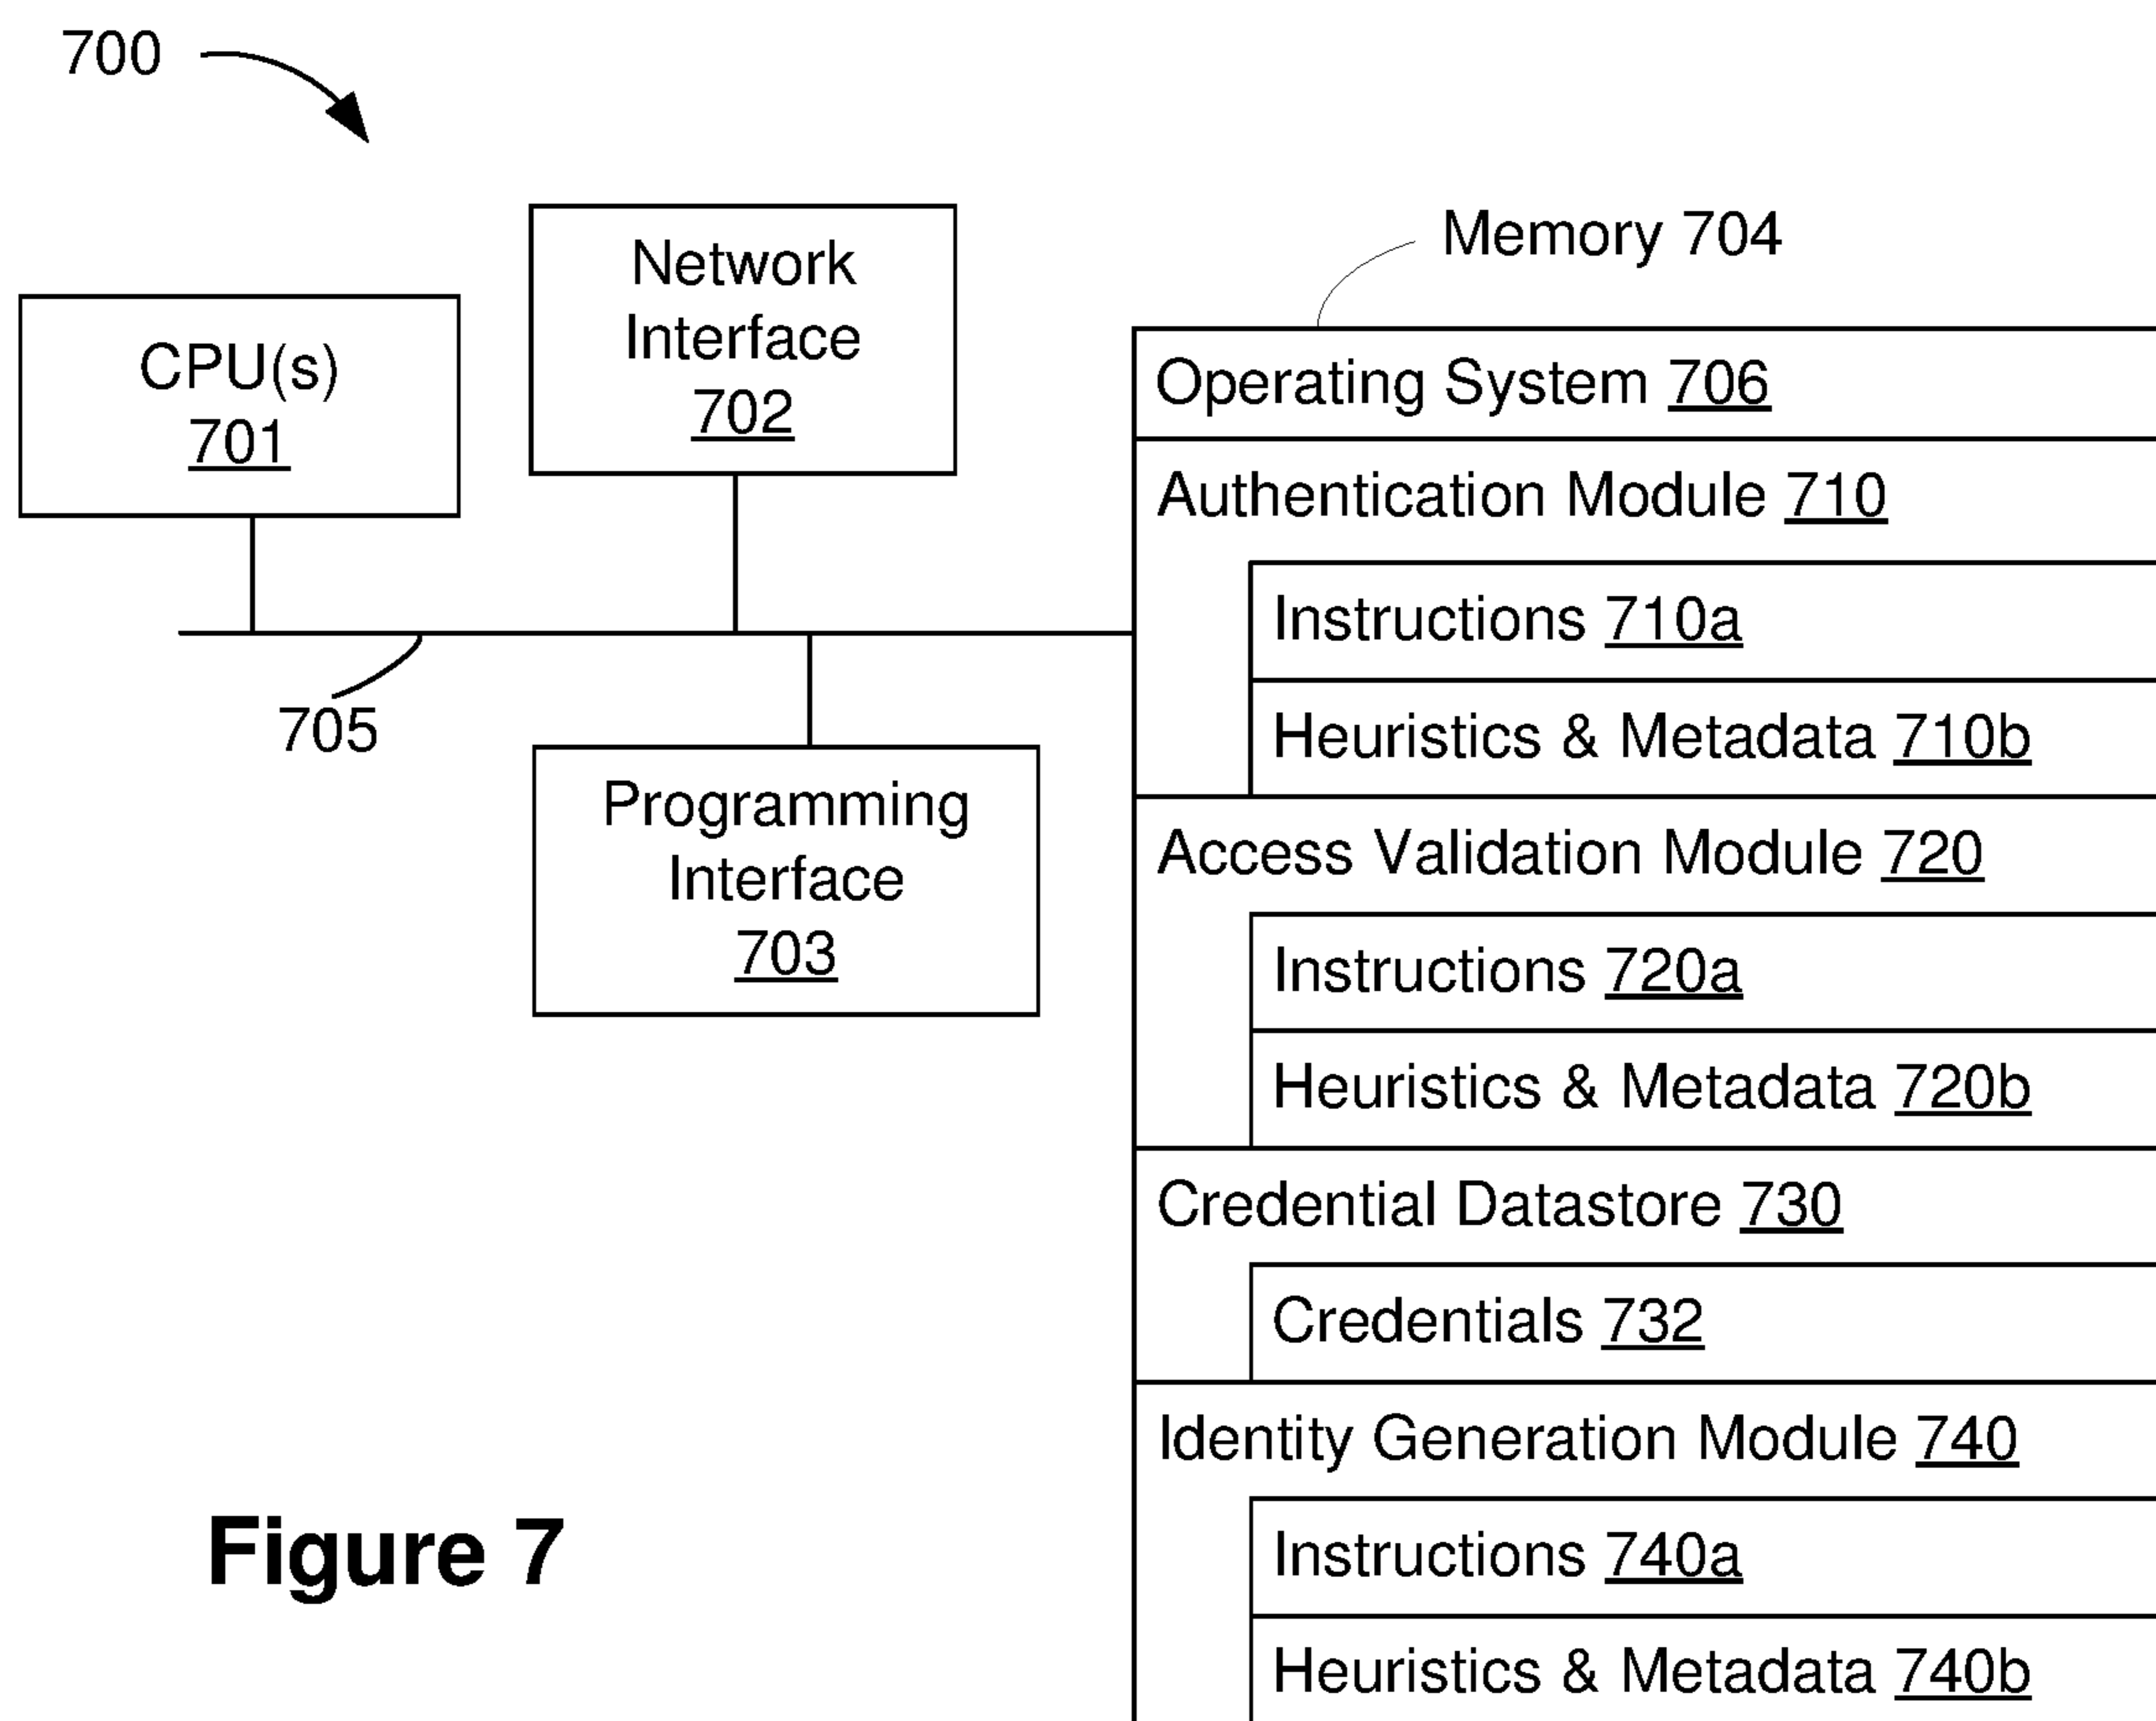 700
CPU(s)
701
Network
Interface
702
705
Programming
Interface
703
Memory 704
Operating System 706
Authentication Module 710
Instructions 710a
Heuristics & Metadata 710b
Access Validation Module 720
Instructions 720a
Heuristics & Metadata 720b
Credential Datastore 730
Credentials 732
Identity Generation Module 740
Instructions 740a
Heuristics & Metadata 740b
Figure 7